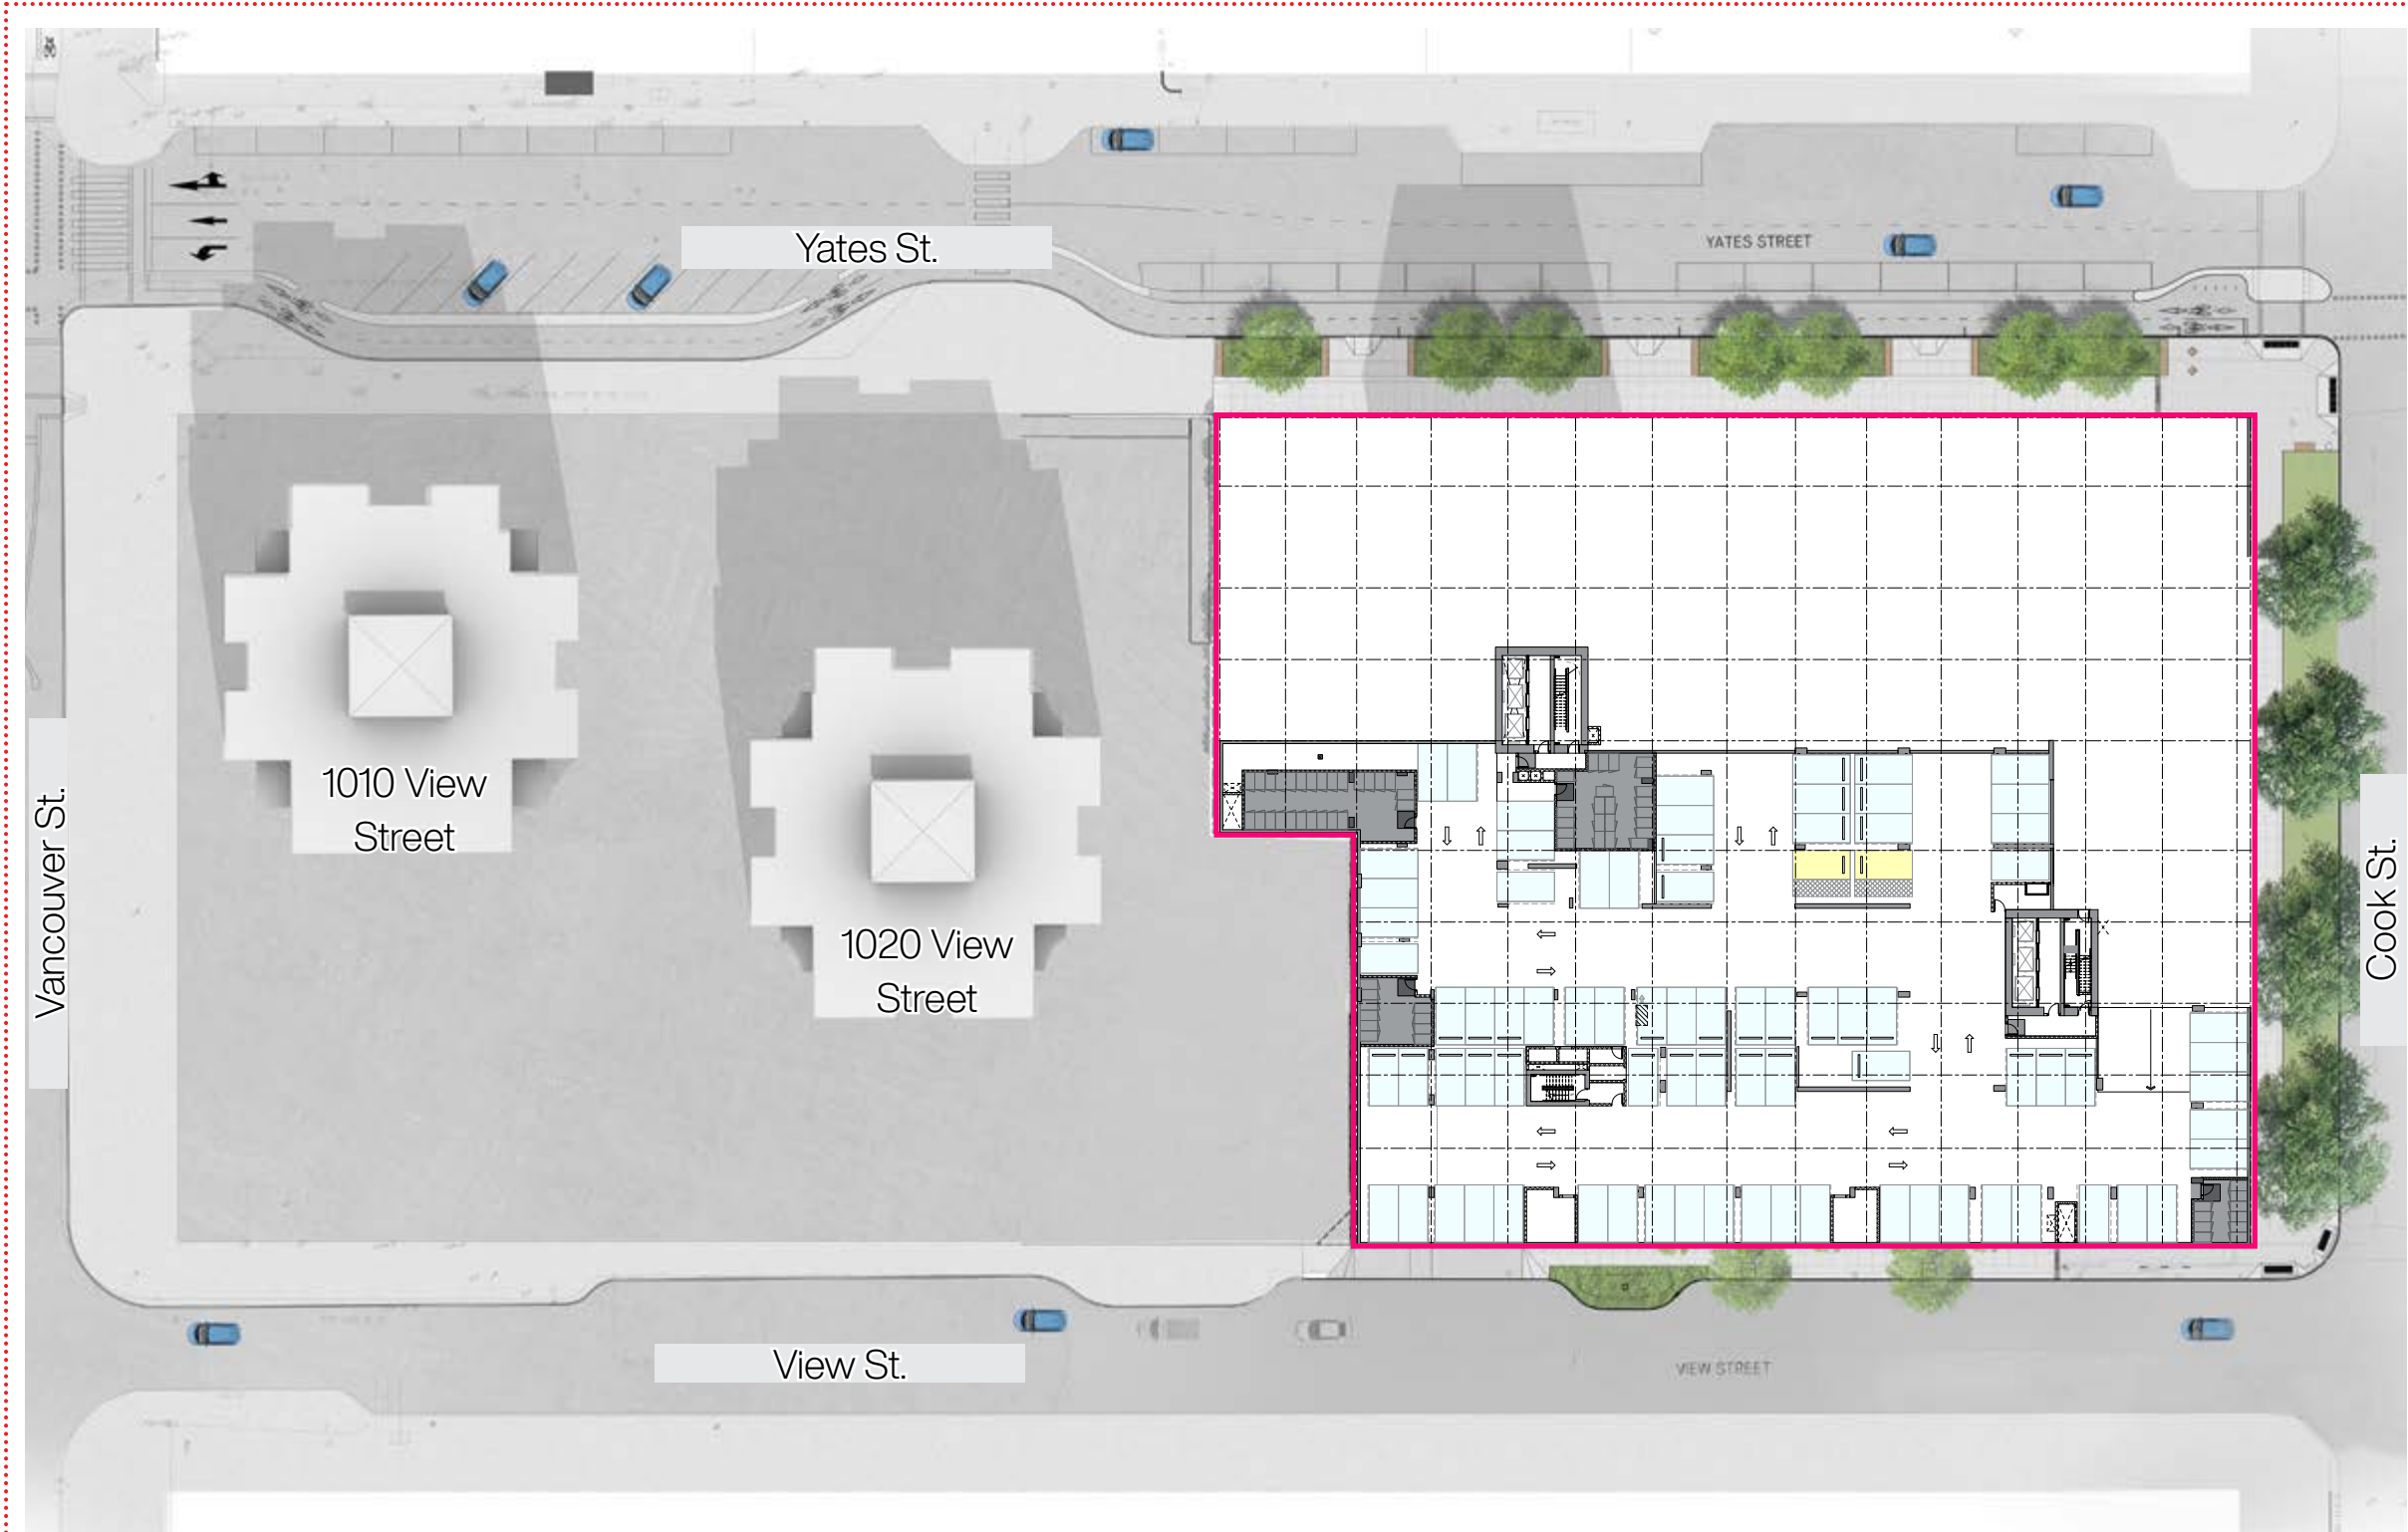 Yates St.
YATES STREET
1010 View
Street
1020 View
Street
Vancouver St.
Cook St.
View St.
VIEW STREET